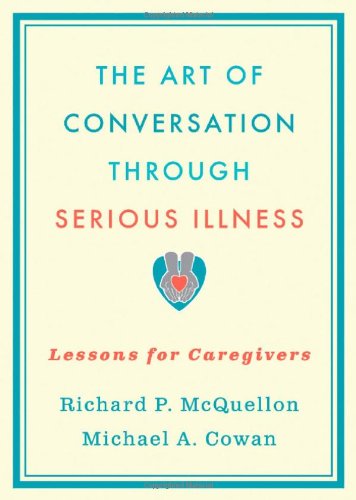 THE ART OF
CONVERSATION
THROUGH
SERIOUS ILLNESS
Lessons for Caregivers
Richard P. McQuellon
Michael A. Cowan